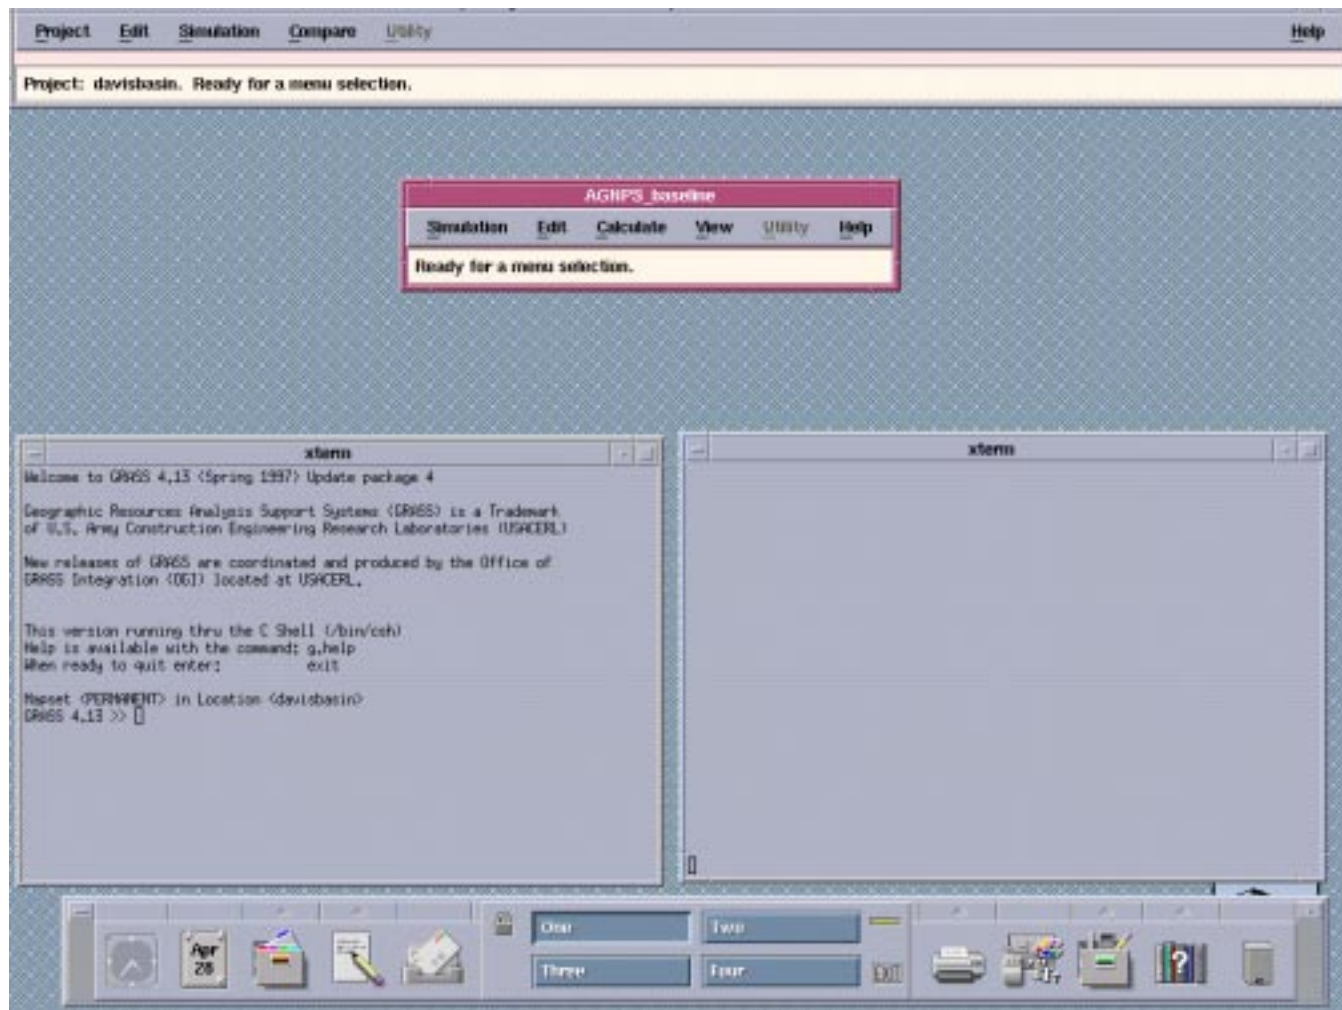 Project Edit Simulation Compare Utility Help
Project: davisbasin. Ready for a menu selection.
AGNPS_baseline
Simulation Edit Calculate View Utility Help
Ready for a menu selection.
xterm
Welcome to GRASS 4.13 (Spring 1997) Update package 4
Geographic Resources Analysis Support Systems (GRASS) is a Trademark
of U.S. Army Construction Engineering Research Laboratories (USACERL)
New releases of GRASS are coordinated and produced by the Office of
GRASS Integration (OGI) located at USACERL.
This version running thru the C Shell (/bin/csh)
Help is available with the command: g.help
When ready to quit enter: exit
Mapset <PERMANENT> in Location <davisbasin>
GRASS 4.13 >>
xterm
Apr
28
One
Two
Three
Four
EXIT
?